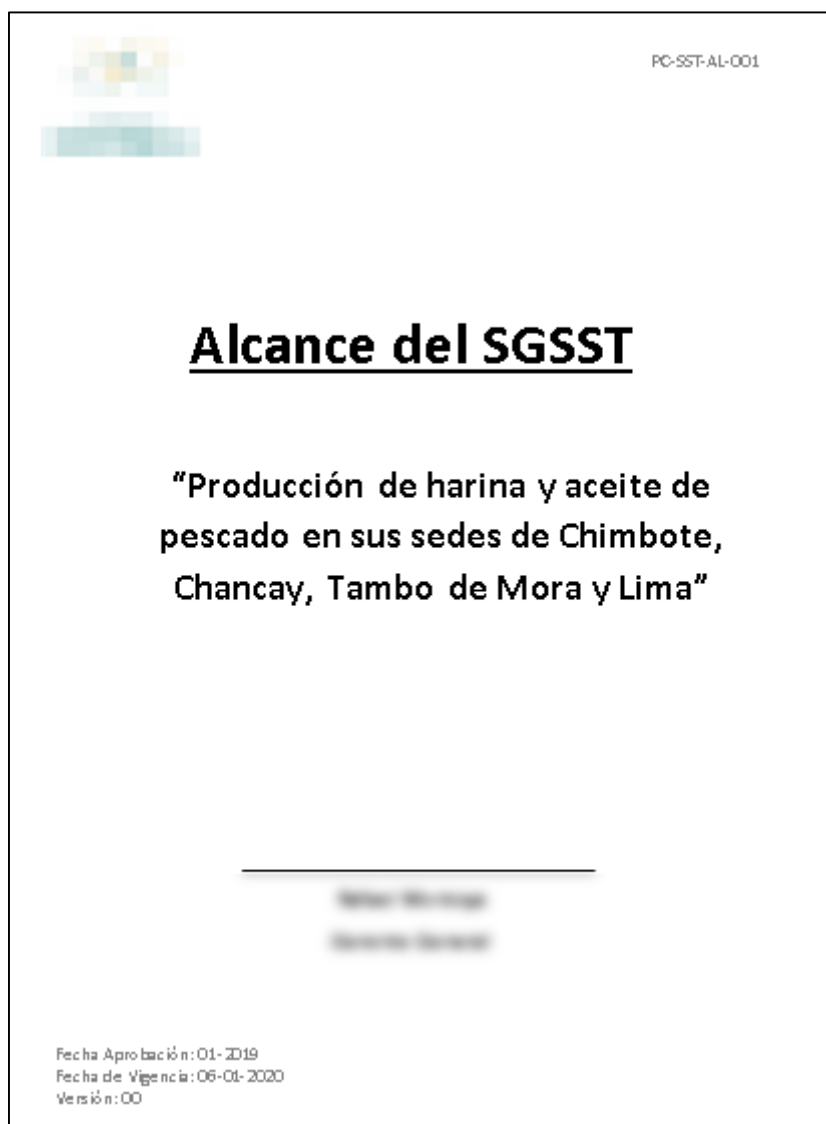 PC-SST-AL-001
Alcance del SGSST
“Producción de harina y aceite de
pescado en sus sedes de Chimbote,
Chancay, Tambo de Mora y Lima”
Fecha Aprobación: 01-2019
Fecha de Vigencia: 06-01-2020
Versión: 00